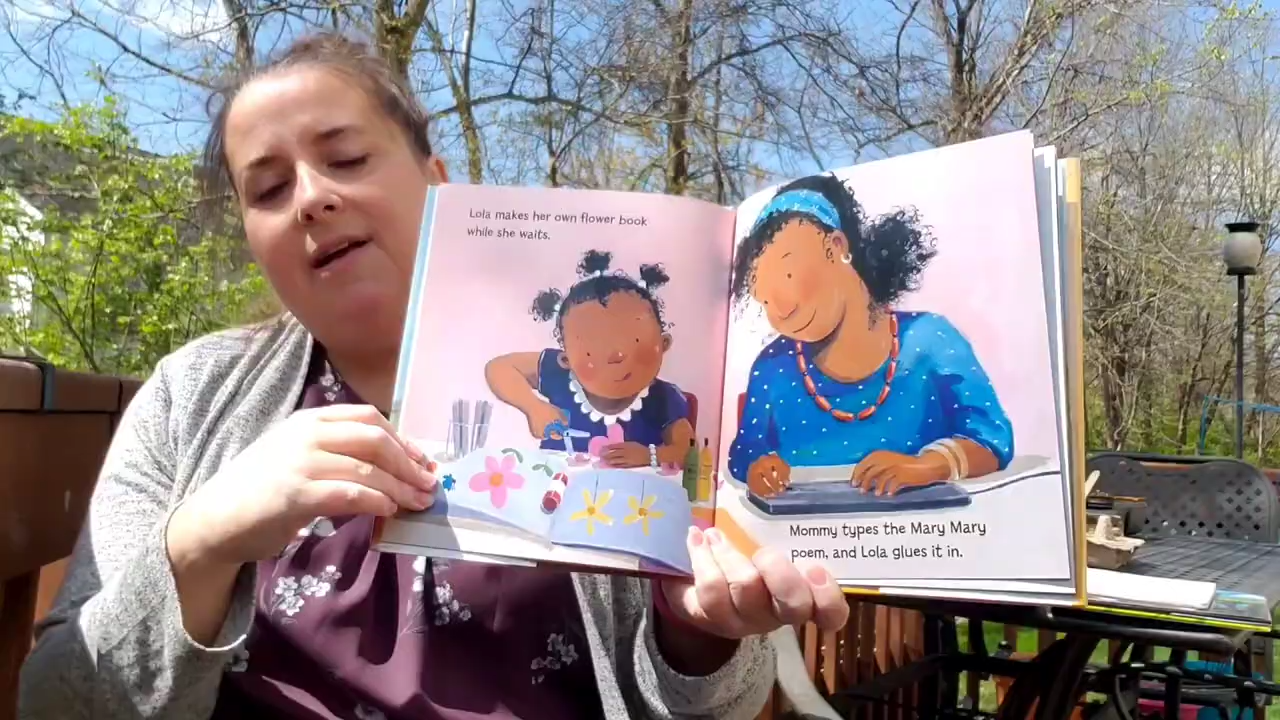 Lola makes her own flower book
while she waits.
Mommy types the Mary Mary
poem, and Lola glues it in.